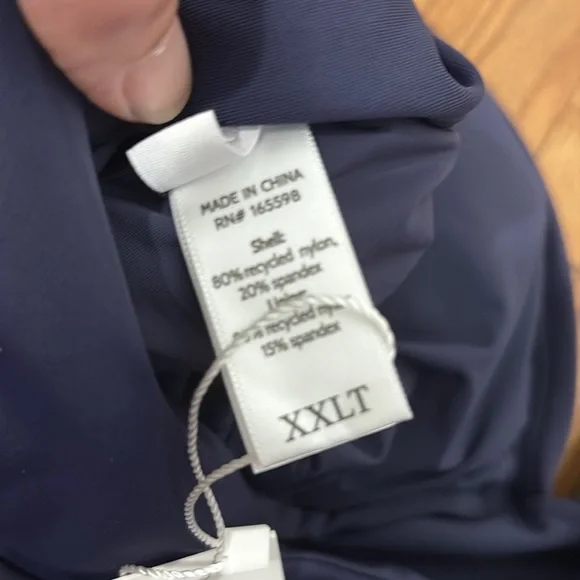 MADE IN CHINA
RN# 165598
Shell:
80% recycled nylon,
20% spandex
recycled
15% spandex
XXLT